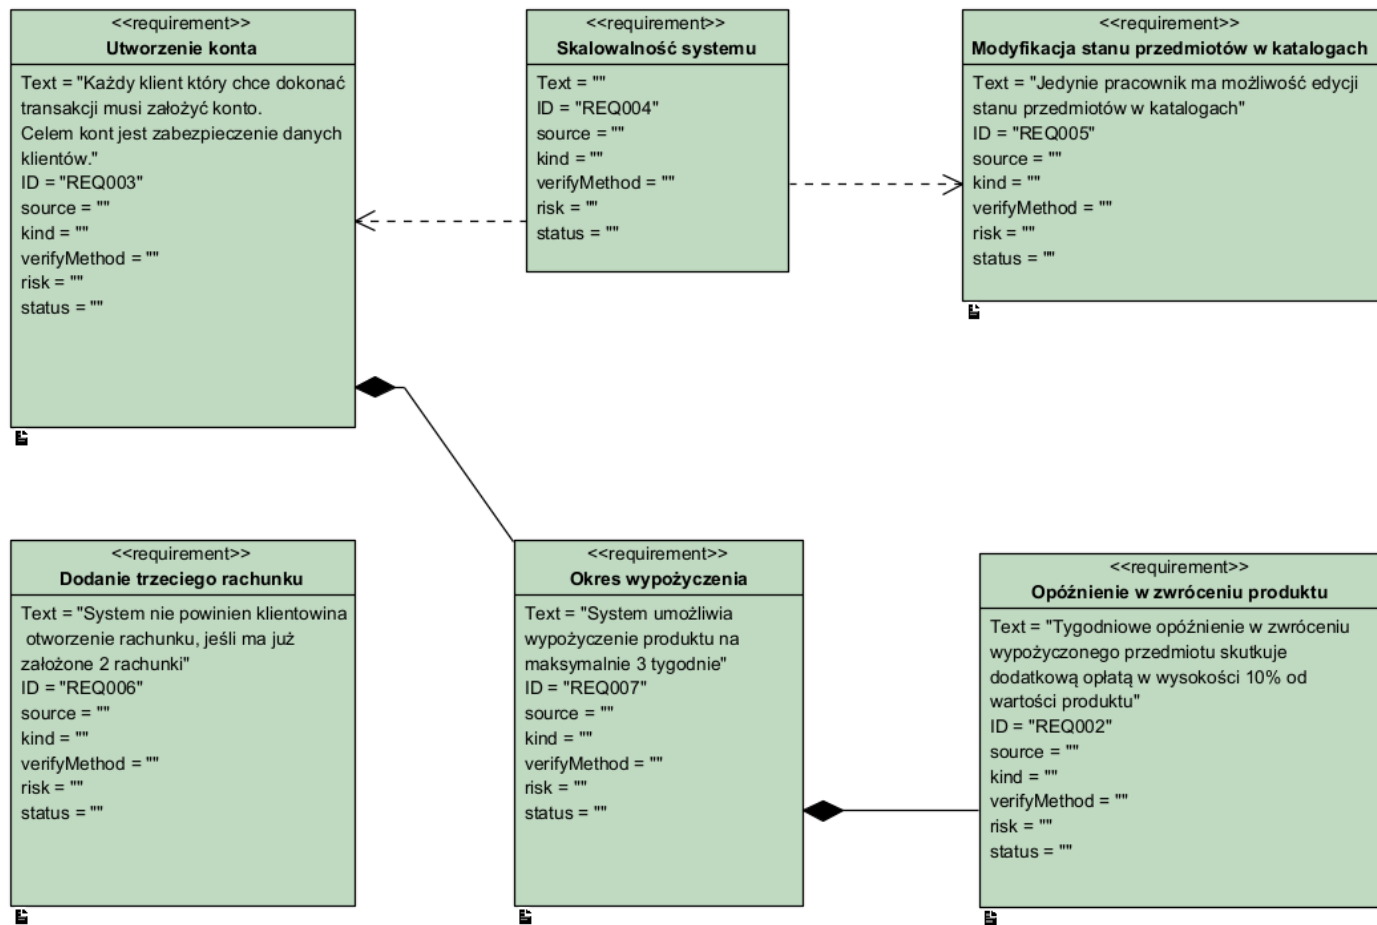 <<requirement>>
Utworzenie konta
Text = "Każdy klient który chce dokonać
transakcji musi założyć konto.
Celem kont jest zabezpieczenie danych
klientów."
ID = "REQ003"
source = ""
kind = ""
verifyMethod = ""
risk = ""
status = ""
<<requirement>>
Skalowalność systemu
Text = ""
ID = "REQ004"
source = ""
kind = ""
verifyMethod = ""
risk = ""
status = ""
<<requirement>>
Modyfikacja stanu przedmiotów w katalogach
Text = "Jedynie pracownik ma możliwość edycji
stanu przedmiotów w katalogach"
ID = "REQ005"
source = ""
kind = ""
verifyMethod = ""
risk = ""
status = ""
<<requirement>>
Dodanie trzeciego rachunku
Text = "System nie powinien klientowina
otworzenie rachunku, jeśli ma już
założone 2 rachunki"
ID = "REQ006"
source = ""
kind = ""
verifyMethod = ""
risk = ""
status = ""
<<requirement>>
Okres wypożyczenia
Text = "System umożliwia
wypożyczenie produktu na
maksymalnie 3 tygodnie"
ID = "REQ007"
source = ""
kind = ""
verifyMethod = ""
risk = ""
status = ""
<<requirement>>
Opóźnienie w zwróceniu produktu
Text = "Tygodniowe opóźnienie w zwróceniu
wypożyczonego przedmiotu skutkuje
dodatkową opłatą w wysokości 10% od
wartości produktu"
ID = "REQ002"
source = ""
kind = ""
verifyMethod = ""
risk = ""
status = ""